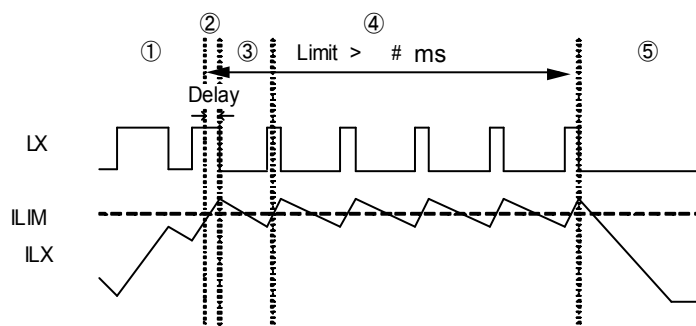 ②
① ③ ④ ⑤
Limit > # ms
Delay
LX
ILIM
ILX